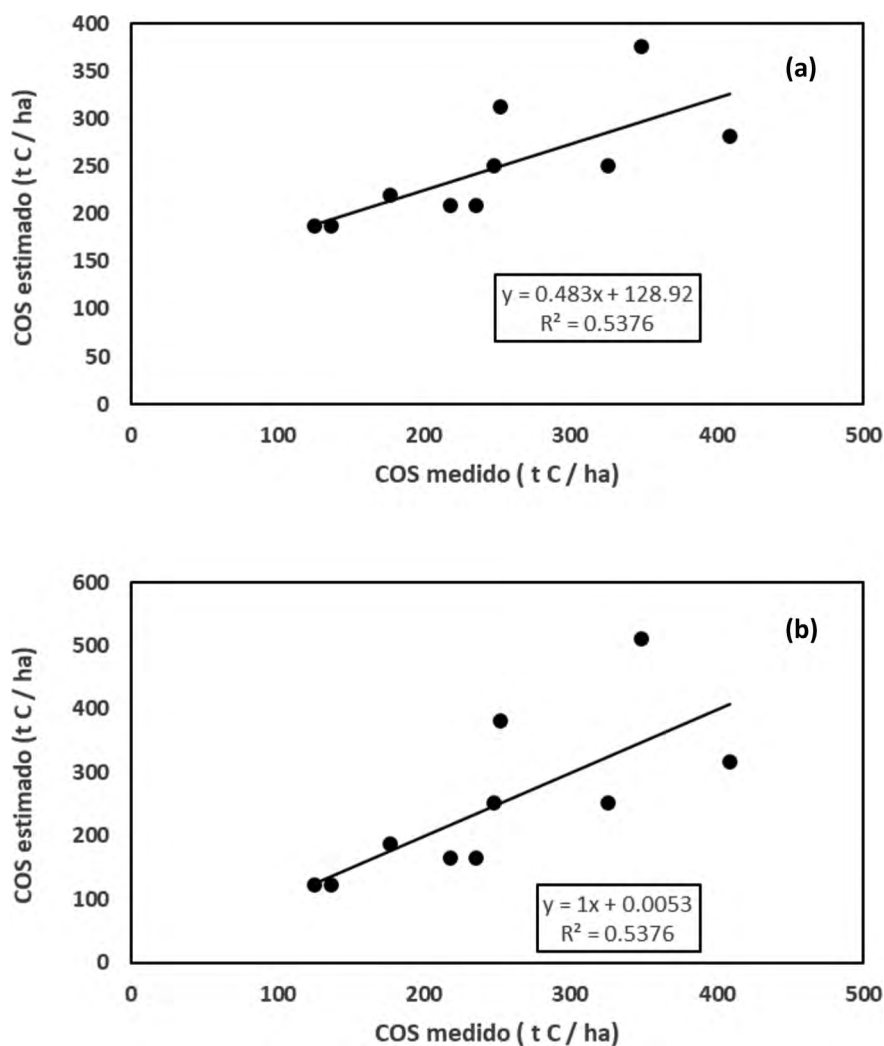 400
350
300
250
200
150
100
50
0
COS estimado (t C / ha)
(a)
y = 0.483x + 128.92
R² = 0.5376
0 100 200 300 400 500
COS medido ( t C / ha)
600
500
400
300
200
100
0
COS estimado (t C / ha)
(b)
y = 1x + 0.0053
R² = 0.5376
0 100 200 300 400 500
COS medido ( t C / ha)